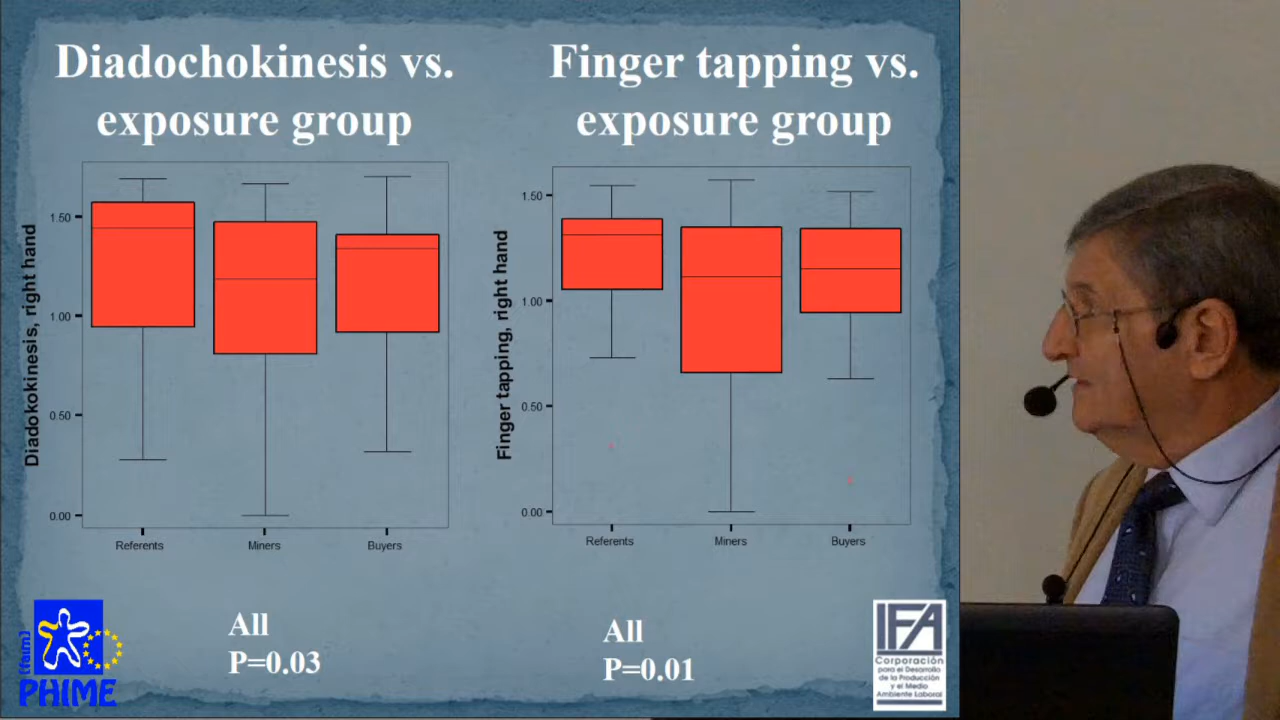 Diadochokinesis vs.
exposure group
Finger tapping vs.
exposure group
Diadokokinesis, right hand
1.50
1.00
0.50
0.00
Referents
Miners
Buyers
Finger tapping, right hand
1.50
1.00
0.50
0.00
Referents
Miners
Buyers
All
P=0.03
All
P=0.01
[faim]
PHIME
IFA
Corporación
para el Desarrollo
de la Producción
y el Medio
Ambiente Laboral